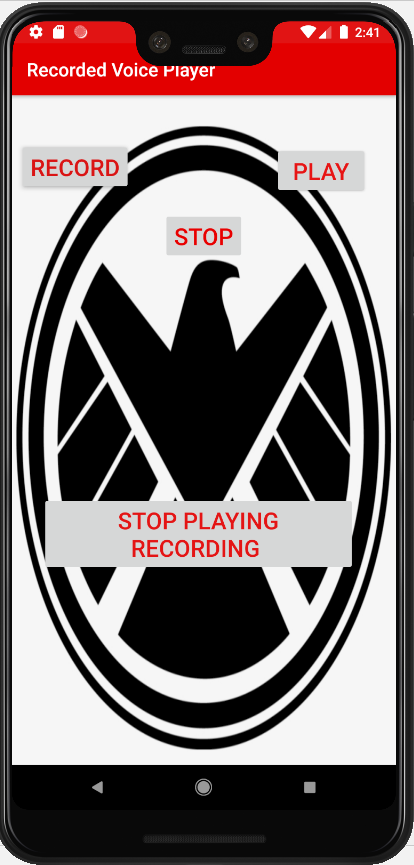 2:41
Recorded Voice Player
RECORD
PLAY
STOP
STOP PLAYING
RECORDING